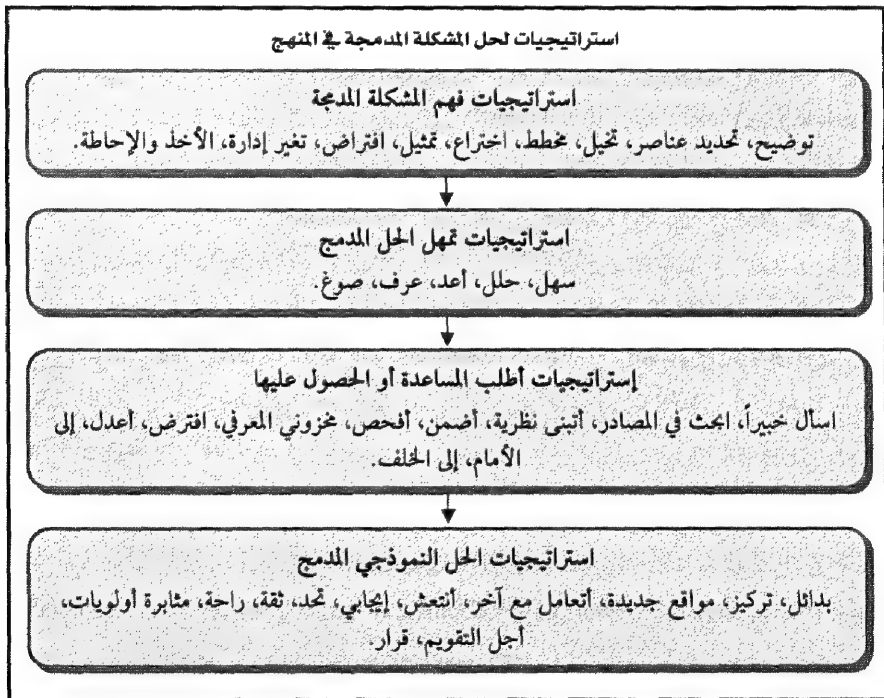 استراتيجيات لحل المشكلة المدمجة في المنهج
استراتيجيات فهم المشكلة المدمجة
توضيح، تحديد عناصر، تخيل، مخطط، اختراع، تمثيل، افتراض، تغير إدارة، الأخذ والإحاطة.
استراتيجيات تمهل الحل المدمج
سهل، حلل، أعد، عرف، صوغ.
إستراتيجيات أطلب المساعدة أو الحصول عليها
اسأل خبيراً، ابحث في المصادر، أتبنى نظرية، أضمن، أفحص، مخزوني المعرفي، افترض، أعدل، إلى
الأمام، إلى الخلف.
استراتيجيات الحل النموذجي المدمج
بدائل، تركيز، مواقع جديدة، أتعامل مع آخر، أنتعش، إيجابي، تحد، ثقة، راحة، مثابرة أولويات،
أجل التقويم، قرار.